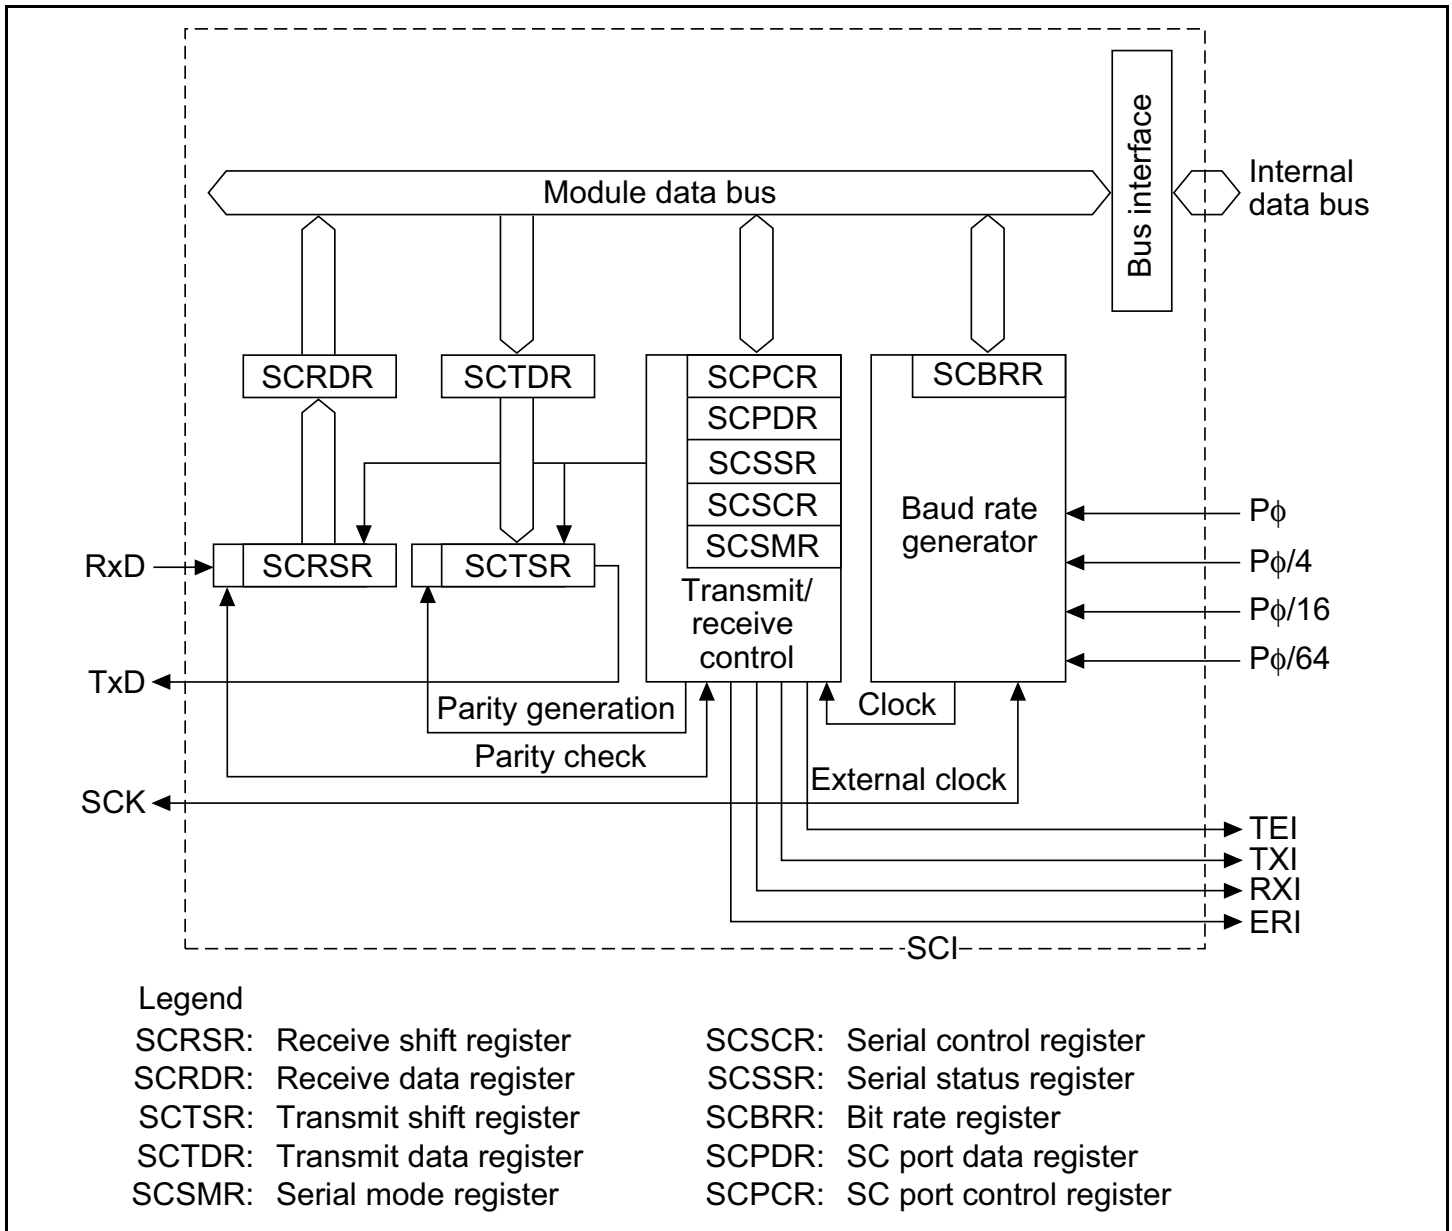 Bus interface
Internal
data bus
Module data bus
SCRDR
SCTDR
SCPCR
SCPDR
SCSSR
SCSCR
SCSMR
Transmit/
receive
control
SCBRR
Baud rate
generator
Pϕ
Pϕ/4
Pϕ/16
Pϕ/64
RxD
SCRSR
SCTSR
TxD
Parity generation
Clock
Parity check
External clock
SCK
TEI
TXI
RXI
ERI
SCI
Legend
SCRSR: Receive shift register
SCRDR: Receive data register
SCTSR: Transmit shift register
SCTDR: Transmit data register
SCSMR: Serial mode register
SCSCR: Serial control register
SCSSR: Serial status register
SCBRR: Bit rate register
SCPDR: SC port data register
SCPCR: SC port control register